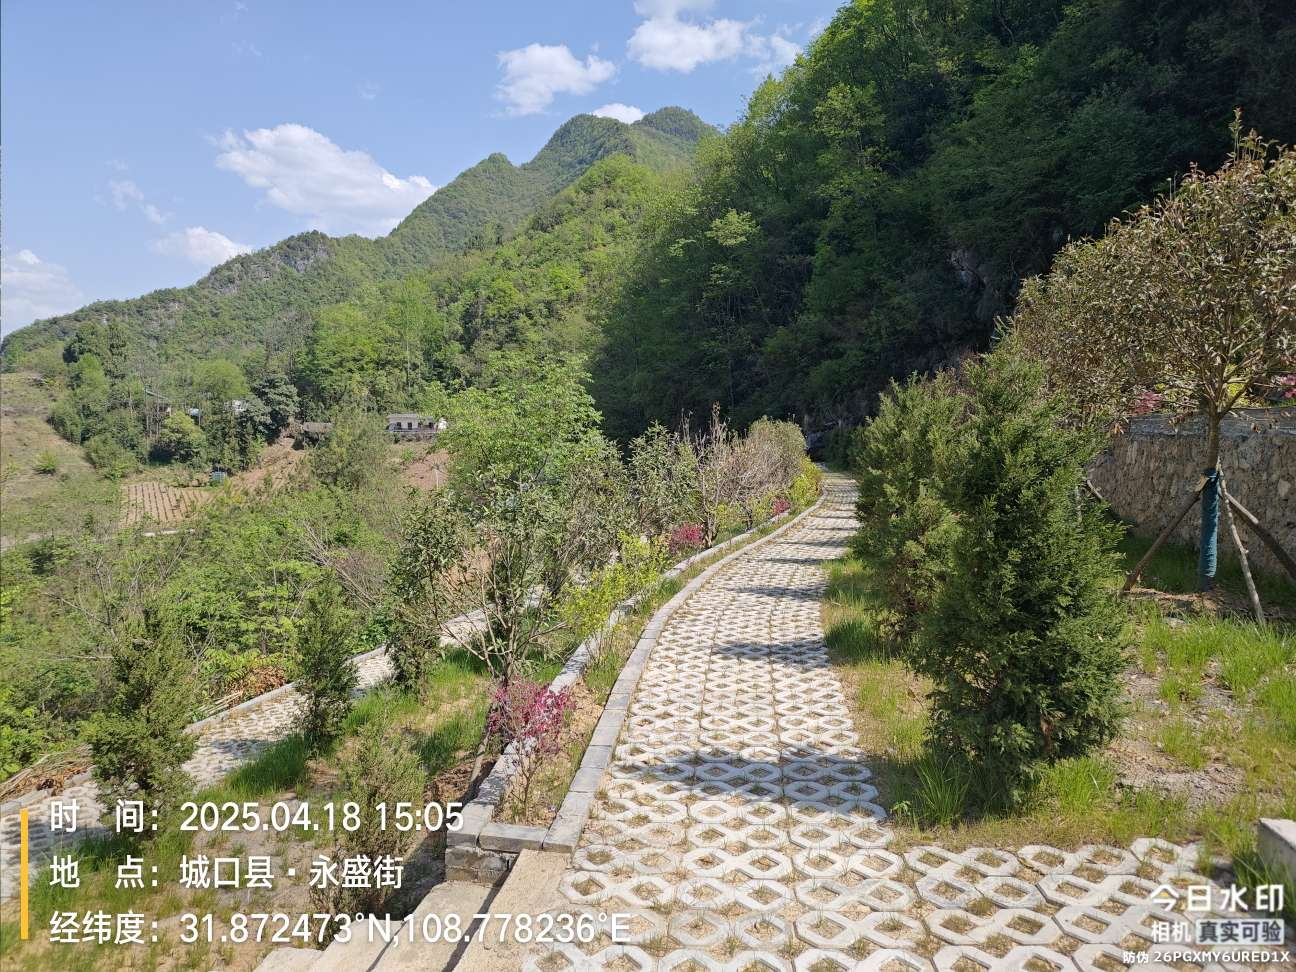 时 间：2025.04.18 15:05
地 点：城口县·永盛街
经纬度：31.872473°N,108.778236°E
今日水印
相机 真实可验
防伪 26PGXMY6URED1X